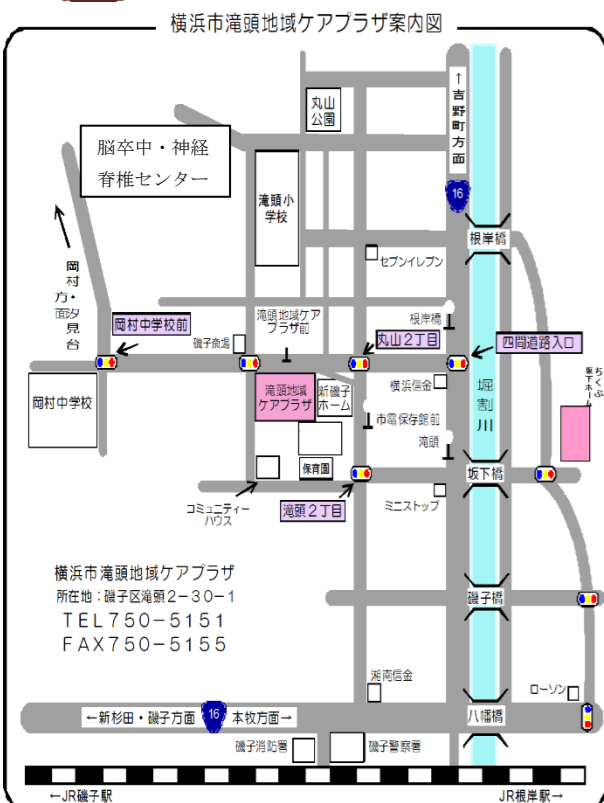 横浜市滝頭地域ケアプラザ案内図
↑吉野町方面
丸山
公園
脳卒中・神経
脊椎センター
16
滝頭小
学校
根岸橋
セブンイレブン
岡村・汐見台
方面
根岸橋
滝頭地域ケア
プラザ前
岡村中学校前
磯子斎場
丸山2丁目
四間道路入口
ちくぶ
坂下ホーム
岡村中学校
滝頭地域
ケアプラザ
新磯子
ホーム
横浜信金
堀割川
市電保存館前
滝頭
保育園
坂下橋
コミュニティー
ハウス
滝頭2丁目
ミニストップ
横浜市滝頭地域ケアプラザ
所在地:磯子区滝頭2-30-1
TEL750-5151
FAX750-5155
磯子橋
湘南信金
ローソン
←新杉田・磯子方面
16
本牧方面→
八幡橋
磯子消防署
磯子警察署
←JR磯子駅
JR根岸駅→